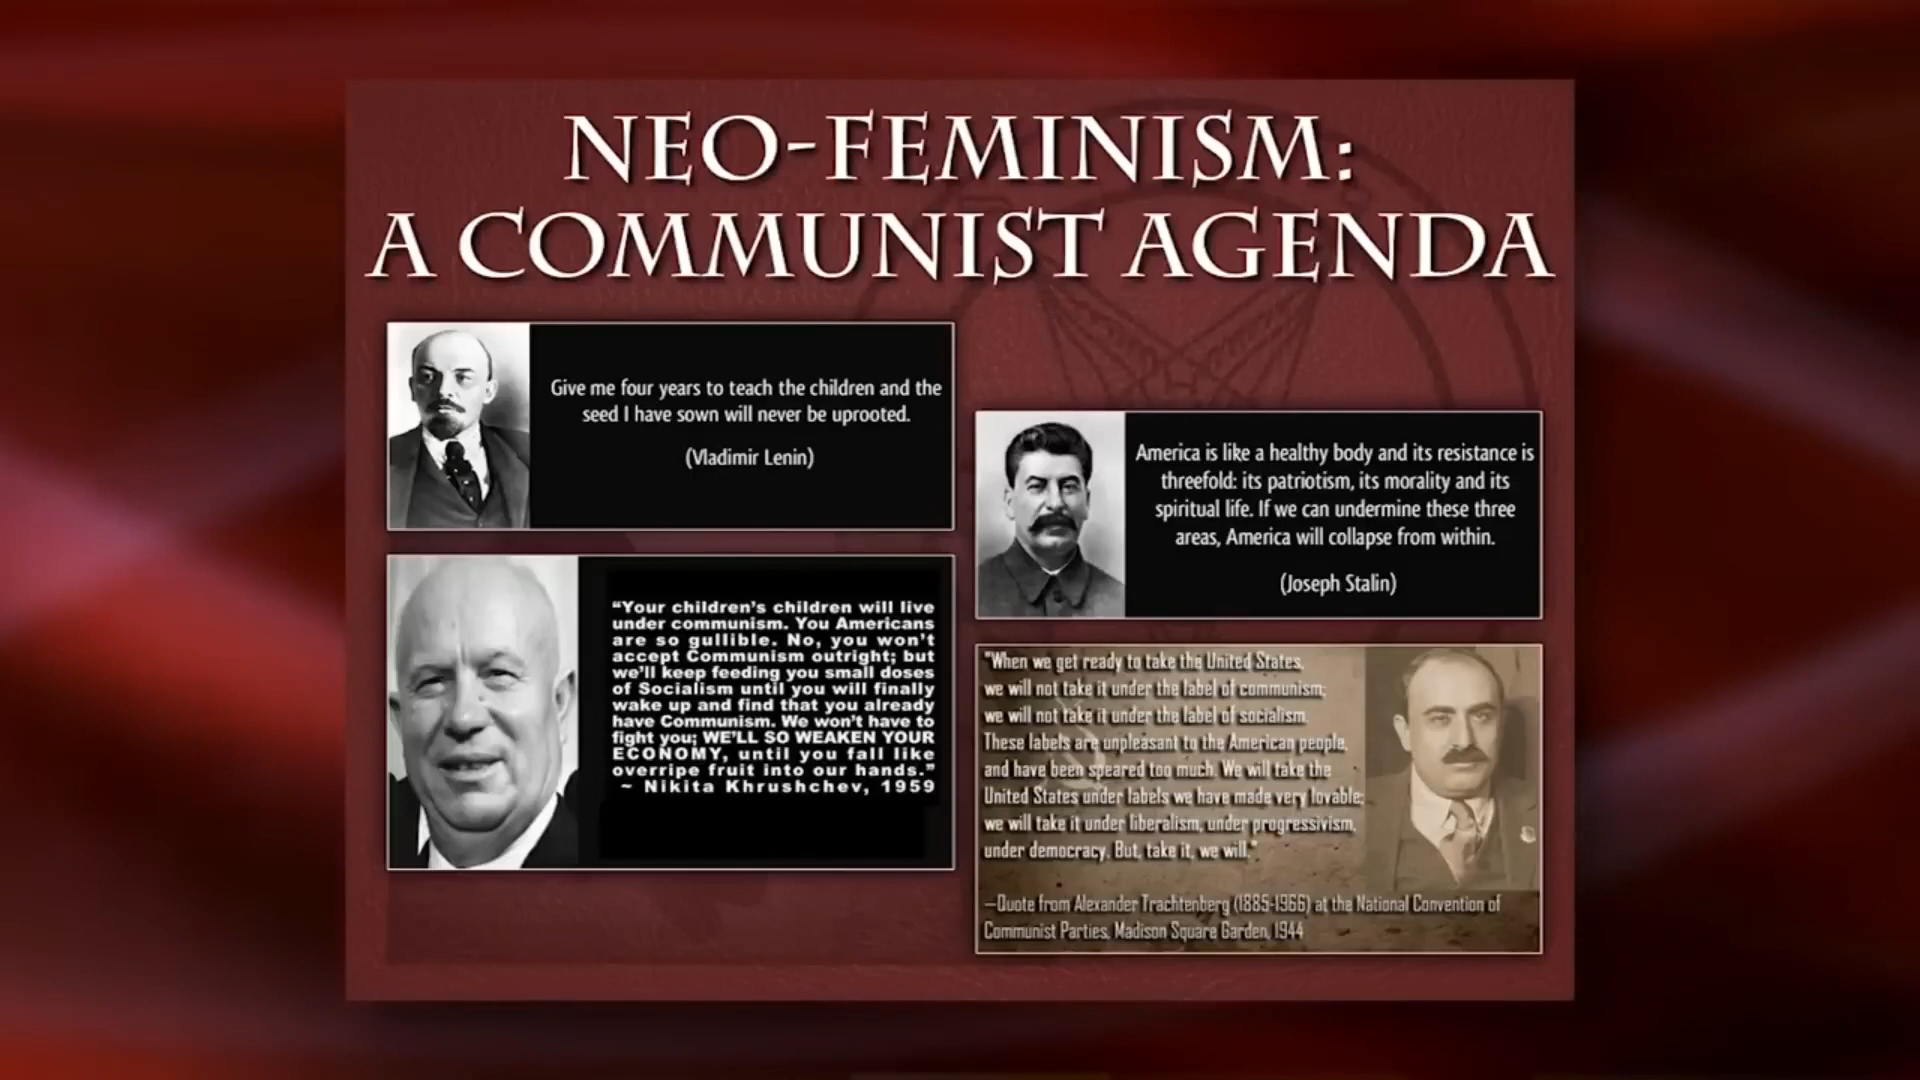 NEO-FEMINISM:
A COMMUNIST AGENDA
Give me four years to teach the children and the
seed I have sown will never be uprooted.
(Vladimir Lenin)
America is like a healthy body and its resistance is
threefold: its patriotism, its morality and its
spiritual life. If we can undermine these three
areas, America will collapse from within.
(Joseph Stalin)
"Your children's children will live
under communism. You Americans
are so gullible. No, you won't
accept Communism outright; but
we'll keep feeding you small doses
of Socialism until you will finally
wake up and find that you already
have Communism. We won't have to
fight you; WE'LL SO WEAKEN YOUR
ECONOMY, until you fall like
overripe fruit into our hands."
~ Nikita Khrushchev, 1959
"When we get ready to take the United States,
we will not take it under the label of communism;
we will not take it under the label of socialism.
These labels are unpleasant to the American people,
and have been speared too much. We will take the
United States under labels we have made very lovable;
we will take it under liberalism, under progressivism,
under democracy. But, take it, we will."
—Quote from Alexander Trachtenberg (1885-1966) at the National Convention of
Communist Parties, Madison Square Garden, 1944